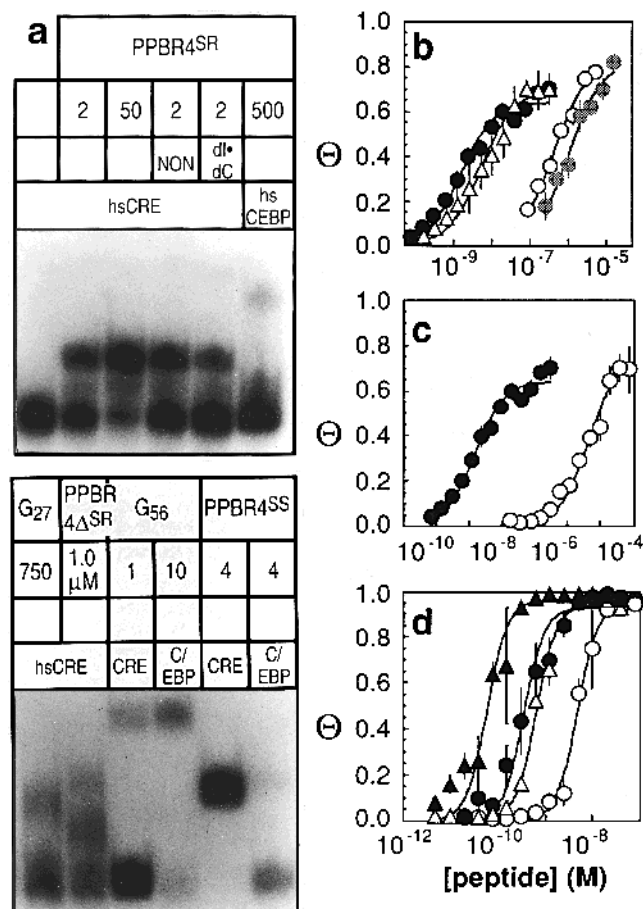 a
PPBR4SR
2 50 2 2 500
NON dI• dC
hsCRE hs CEBP
G27 PPBR 4ΔSR G56 PPBR4SS
750 1.0 μM 1 10 4 4
hsCRE CRE C/ EBP CRE C/ EBP
b
Θ
1.0
0.8
0.6
0.4
0.2
0.0
10-9 10-7 10-5
c
Θ
1.0
0.8
0.6
0.4
0.2
0.0
10-10 10-8 10-6 10-4
d
Θ
1.0
0.8
0.6
0.4
0.2
0.0
10-12 10-10 10-8
[peptide] (M)